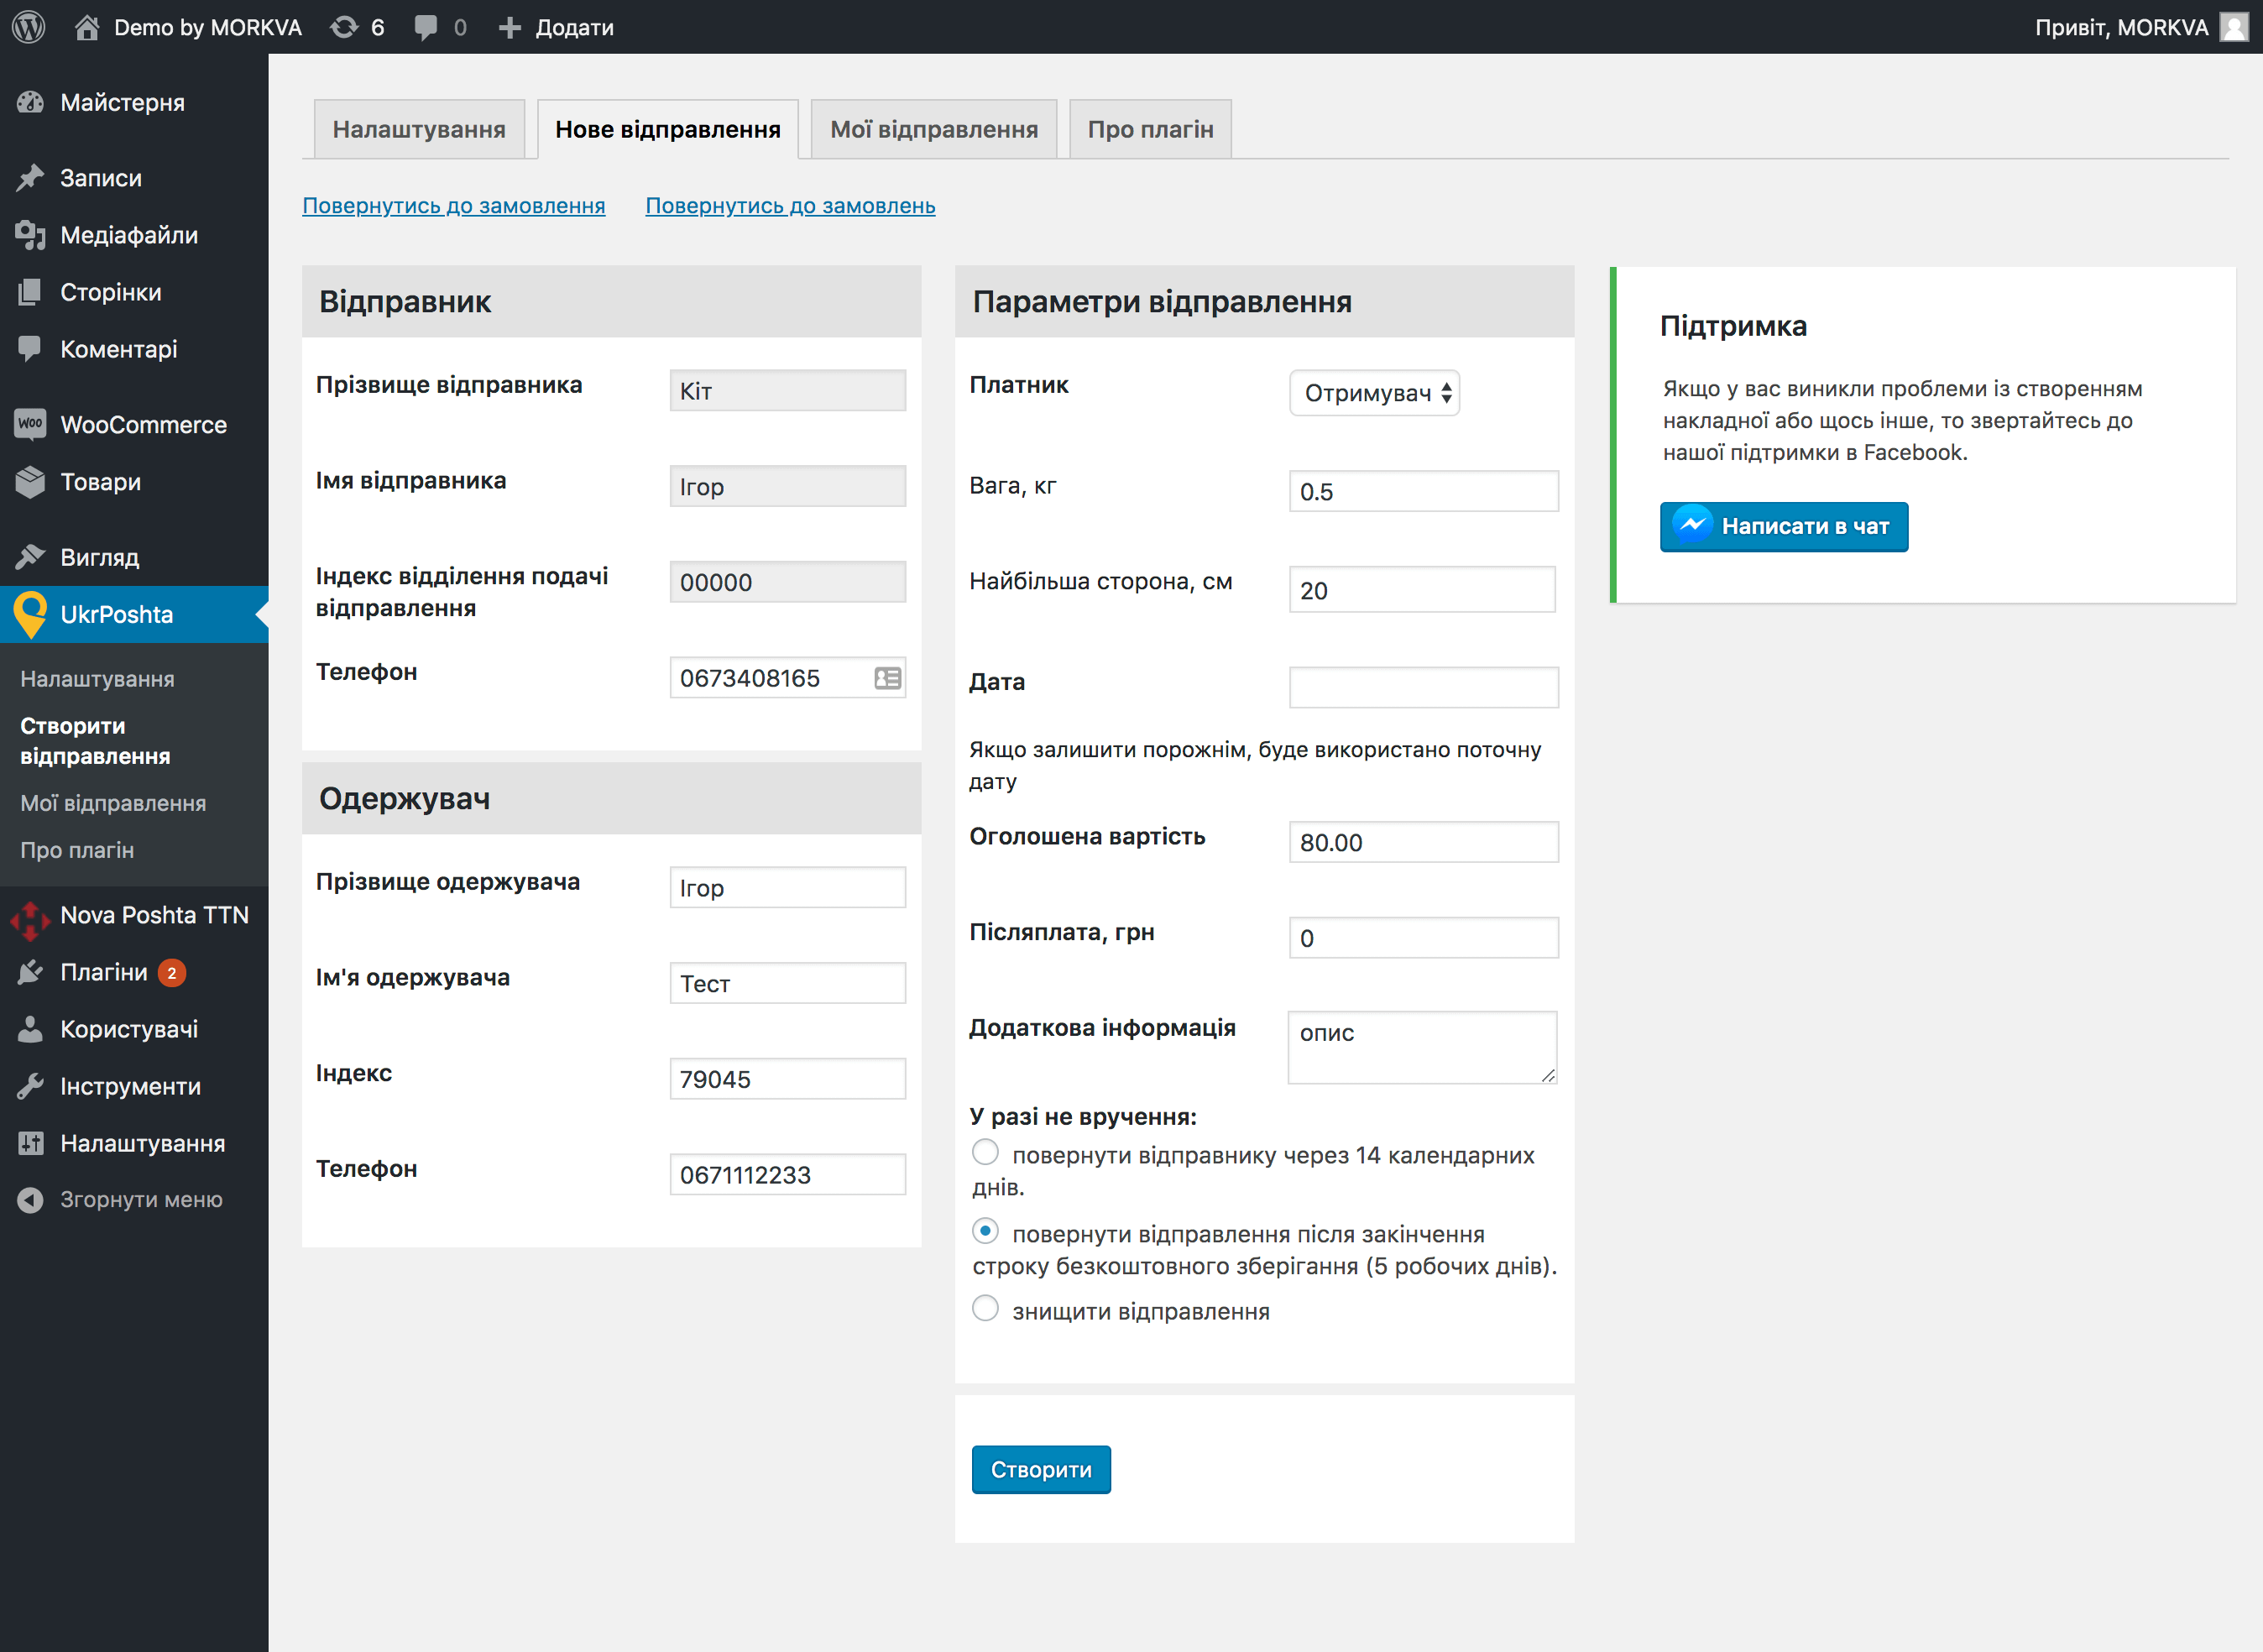 Demo by MORKVA 6 0 Додати
Привіт, MORKVA
Майстерня
Записи
Медіафайли
Сторінки
Коментарі
WOO WooCommerce
Товари
Вигляд
UkrPoshta
Налаштування
Створити
відправлення
Мої відправлення
Про плагін
Nova Poshta TTN
Плагіни 2
Користувачі
Інструменти
Налаштування
Згорнути меню
Налаштування Нове відправлення Мої відправлення Про плагін
Повернутись до замовлення Повернутись до замовлень
Відправник
Прізвище відправника Кіт
Імя відправника Ігор
Індекс відділення подачі
відправлення 00000
Телефон 0673408165
Одержувач
Прізвище одержувача Ігор
Ім'я одержувача Тест
Індекс 79045
Телефон 0671112233
Параметри відправлення
Платник Отримувач
Вага, кг 0.5
Найбільша сторона, см 20
Дата
Якщо залишити порожнім, буде використано поточну
дату
Оголошена вартість 80.00
Післяплата, грн 0
Додаткова інформація опис
У разі не вручення:
повернути відправнику через 14 календарних
днів.
повернути відправлення після закінчення
строку безкоштовного зберігання (5 робочих днів).
знищити відправлення
Створити
Підтримка
Якщо у вас виникли проблеми із створенням
накладної або щось інше, то звертайтесь до
нашої підтримки в Facebook.
Написати в чат